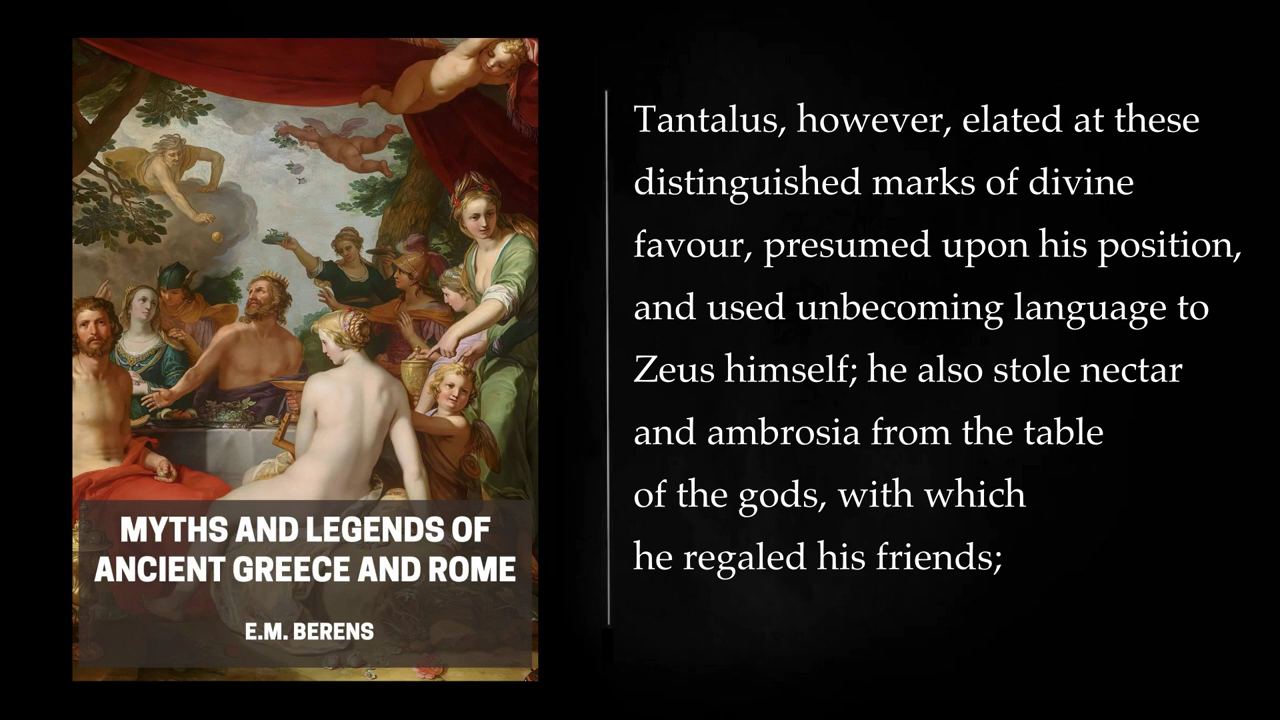 MYTHS AND LEGENDS OF
ANCIENT GREECE AND ROME
E.M. BERENS
Tantalus, however, elated at these
distinguished marks of divine
favour, presumed upon his position,
and used unbecoming language to
Zeus himself; he also stole nectar
and ambrosia from the table
of the gods, with which
he regaled his friends;